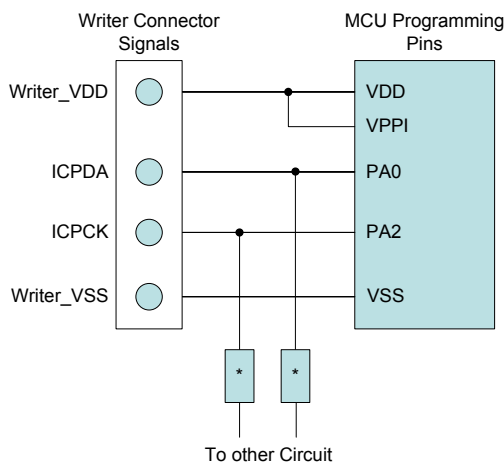 Writer Connector
Signals
MCU Programming
Pins
Writer_VDD
VDD
VPPI
ICPDA
PA0
ICPCK
PA2
Writer_VSS
VSS
*
*
To other Circuit